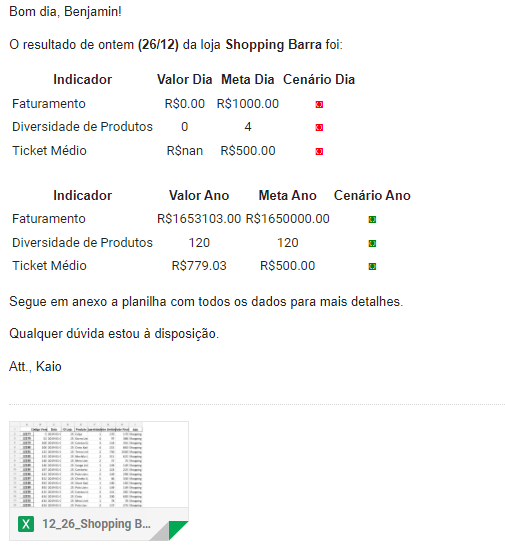 Bom dia, Benjamin!
O resultado de ontem (26/12) da loja Shopping Barra foi:
Indicador Valor Dia Meta Dia Cenário Dia
Faturamento R$0.00 R$1000.00 ◙
Diversidade de Produtos 0 4 ◙
Ticket Médio R$nan R$500.00 ◙
Indicador Valor Ano Meta Ano Cenário Ano
Faturamento R$1653103.00 R$1650000.00 ◙
Diversidade de Produtos 120 120 ◙
Ticket Médio R$779.03 R$500.00 ◙
Segue em anexo a planilha com todos os dados para mais detalhes.
Qualquer dúvida estou à disposição.
Att., Kaio
X 12_26_Shopping B...